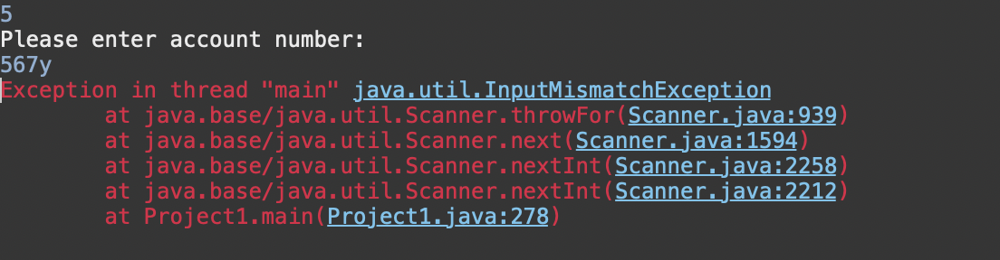 5
Please enter account number:
567y
Exception in thread "main" java.util.InputMismatchException
at java.base/java.util.Scanner.throwFor(Scanner.java:939)
at java.base/java.util.Scanner.next(Scanner.java:1594)
at java.base/java.util.Scanner.nextInt(Scanner.java:2258)
at java.base/java.util.Scanner.nextInt(Scanner.java:2212)
at Project1.main(Project1.java:278)